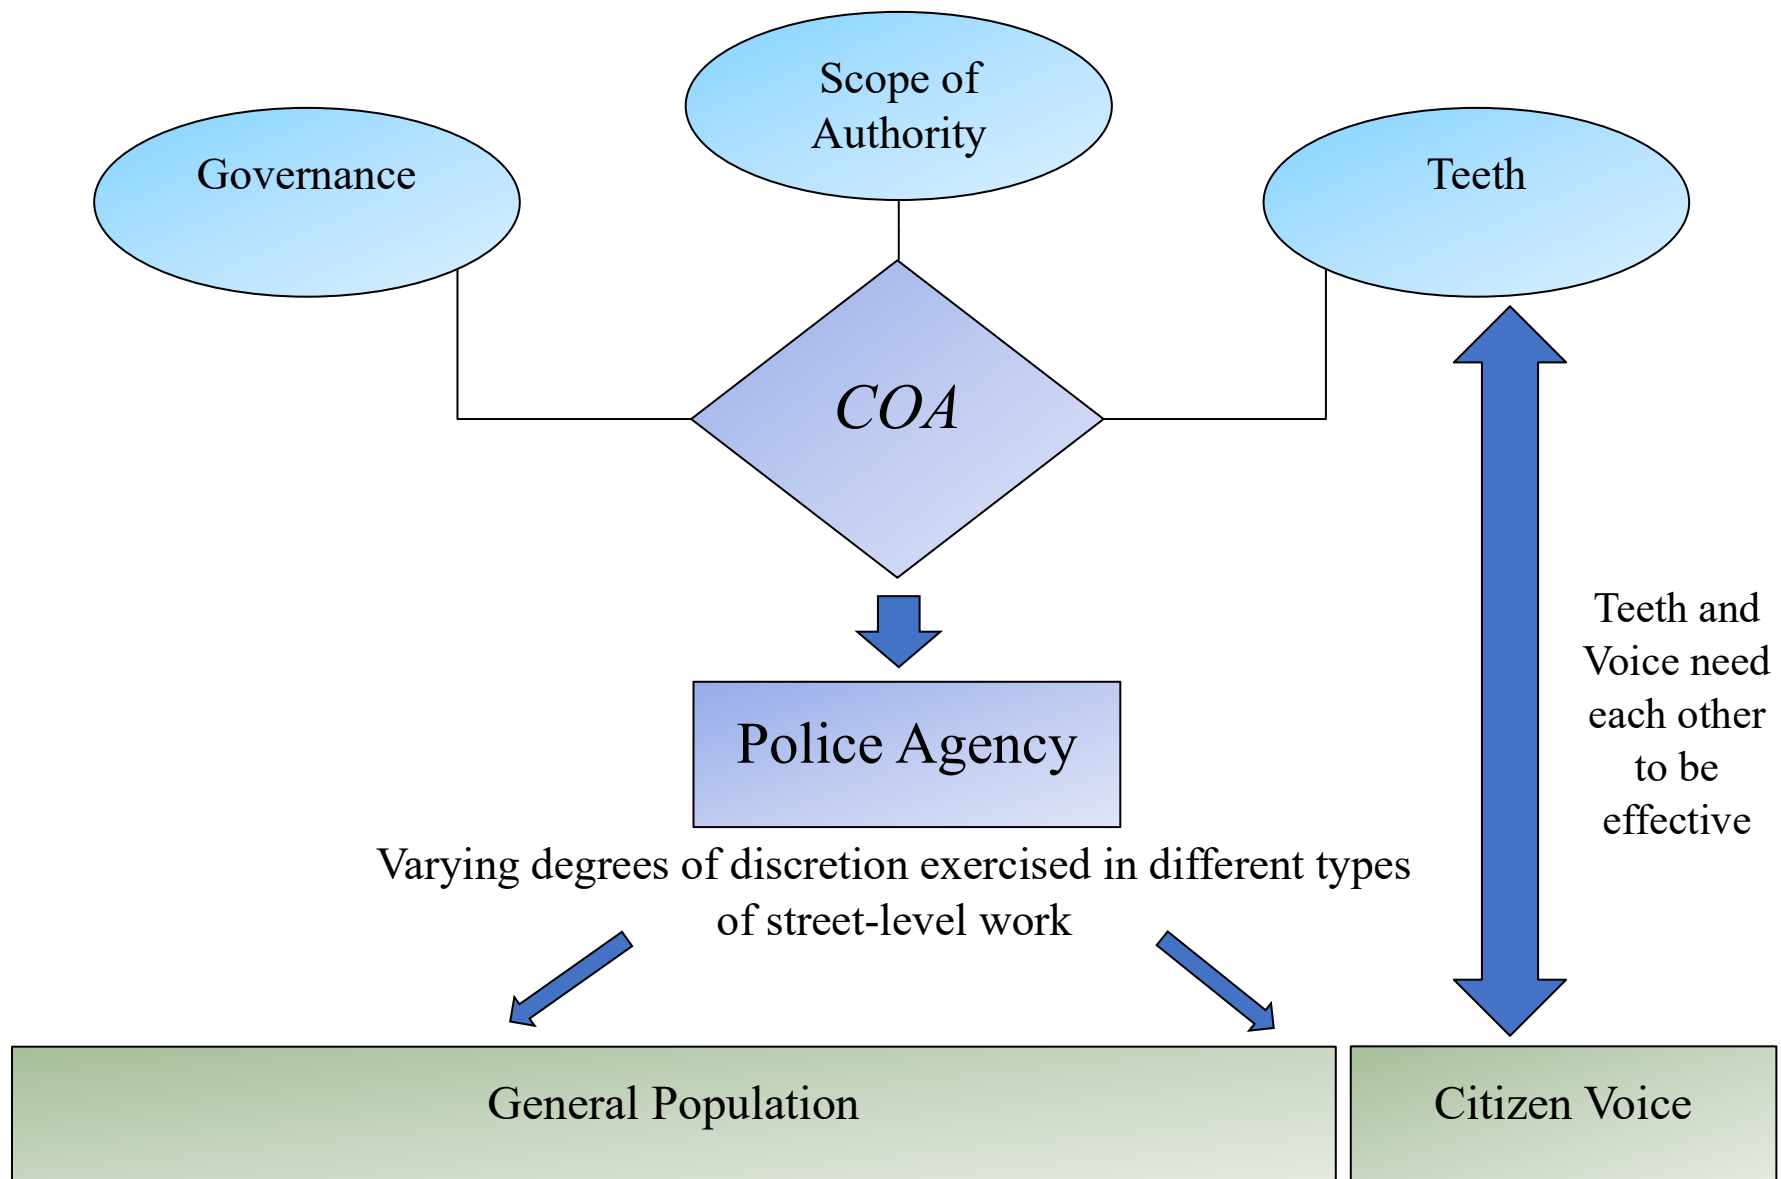 Scope of
Authority
Governance
Teeth
COA
Teeth and
Voice need
each other
to be
effective
Police Agency
Varying degrees of discretion exercised in different types
of street-level work
General Population
Citizen Voice